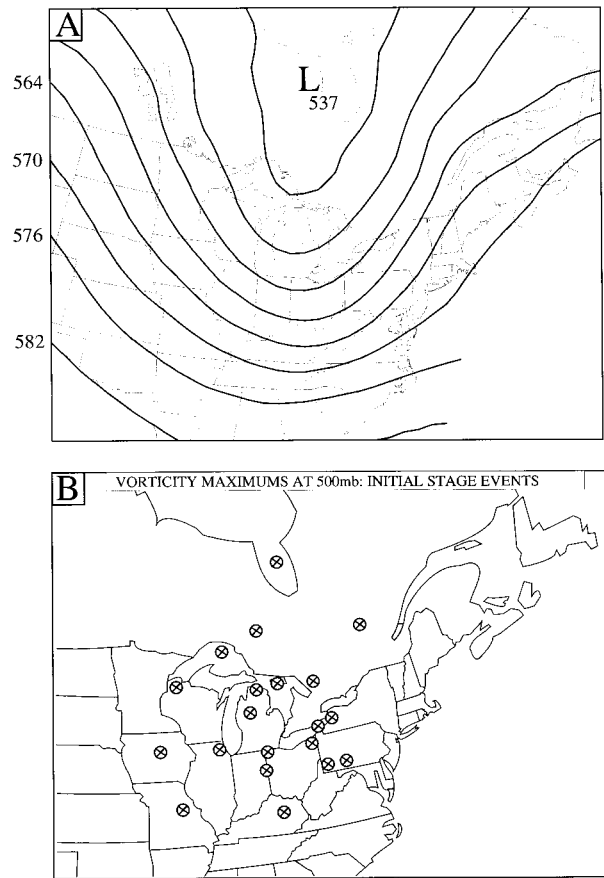 A
L
537
564
570
576
582
B
VORTICITY MAXIMUMS AT 500mb: INITIAL STAGE EVENTS